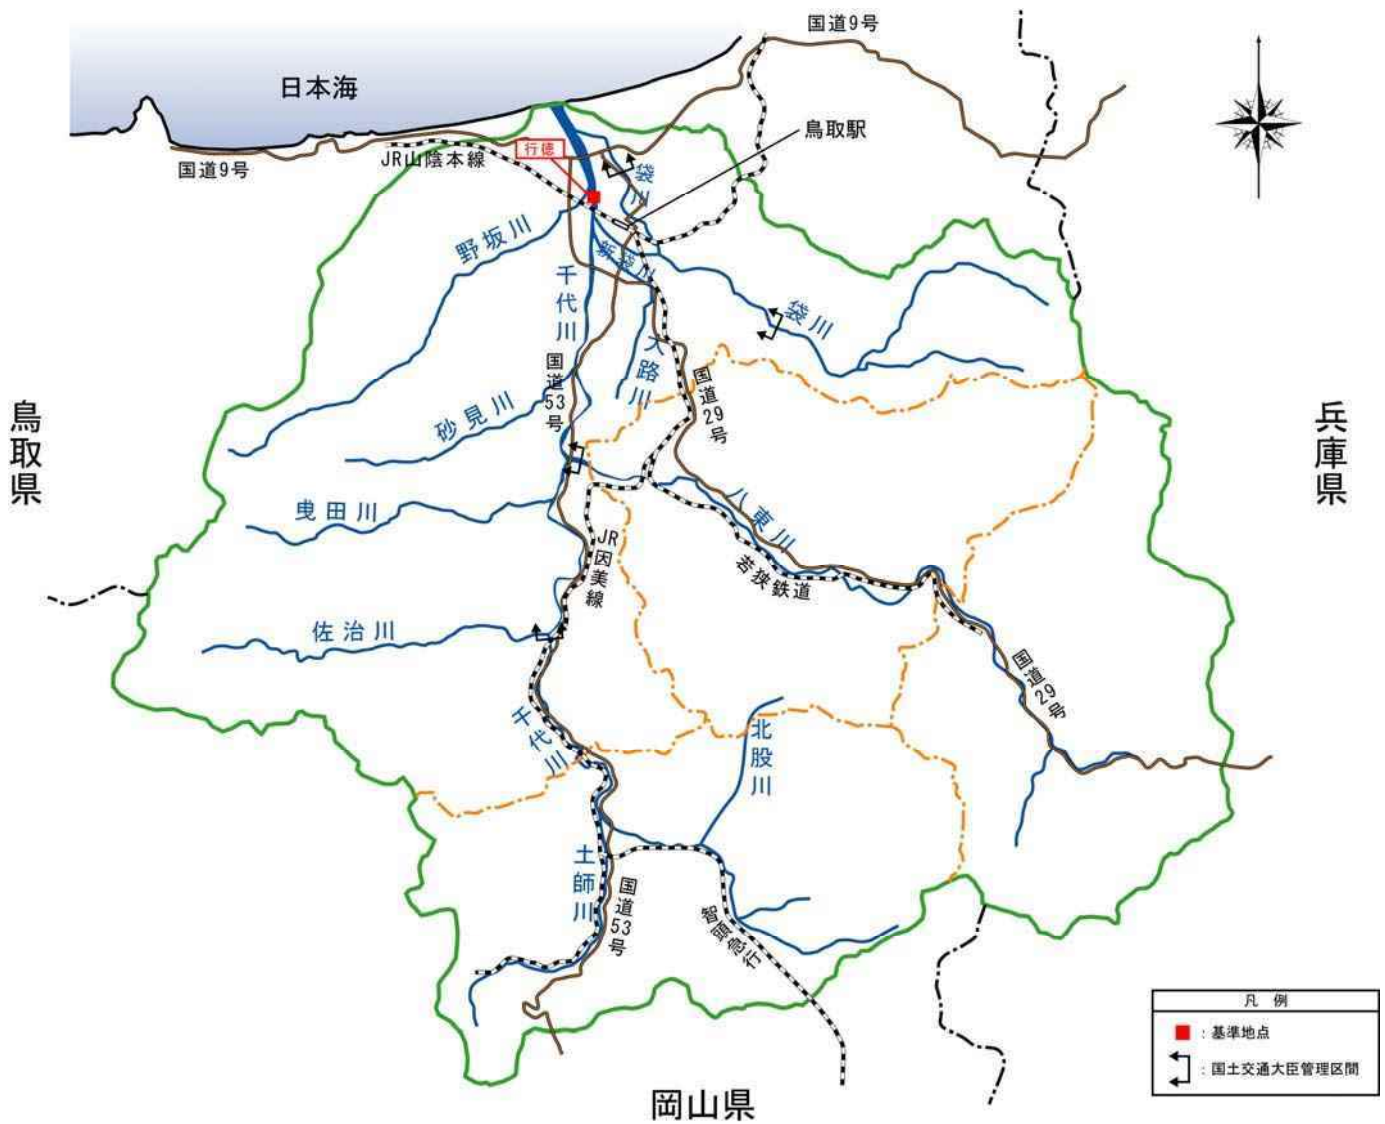 国道9号
日本海
鳥取駅
行徳
JR山陰本線
国道9号
袋川
野坂川
新袋川
千代川
袋川
大路川
国道53号
国道29号
砂見川
鳥取県
兵庫県
曳田川
八東川
JR因美線
若狭鉄道
佐治川
国道29号
千代川
北股川
土師川
国道53号
智頭急行
凡 例
：基準地点
：国土交通大臣管理区間
岡山県